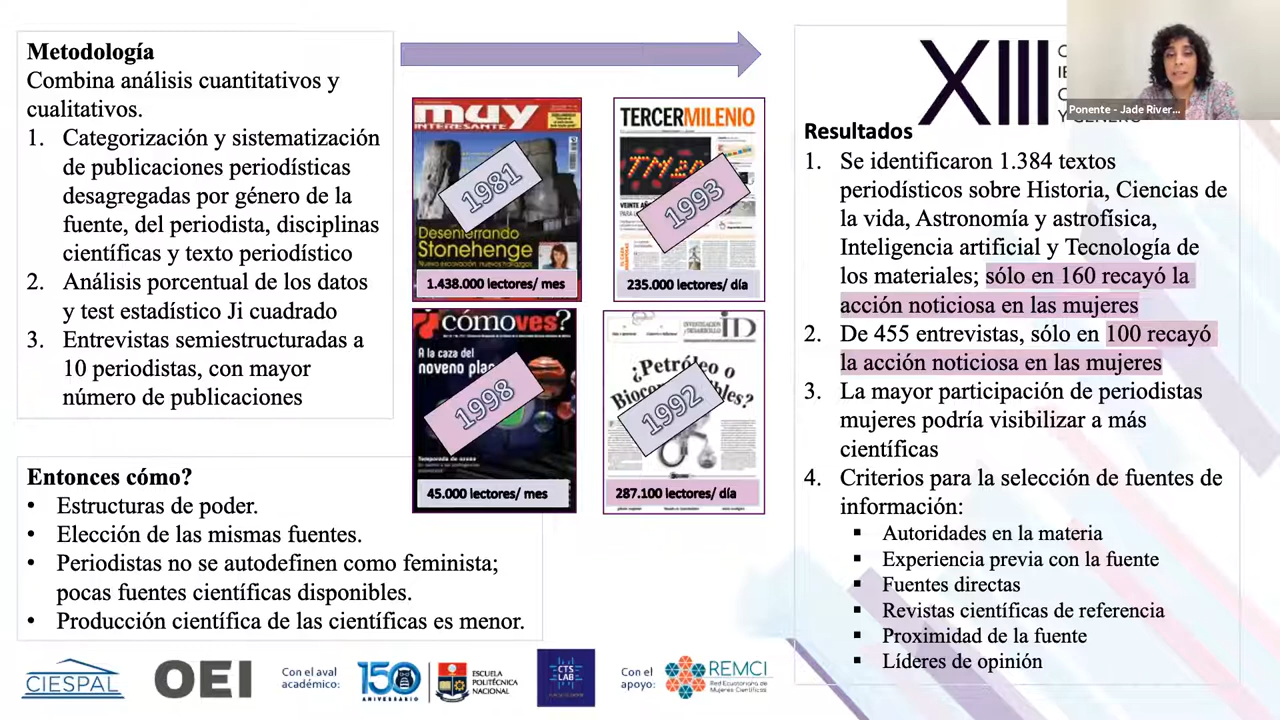 Metodología
Combina análisis cuantitativos y
cualitativos.
1. Categorización y sistematización
de publicaciones periodísticas
desagregadas por género de la
fuente, del periodista, disciplinas
científicas y texto periodístico
2. Análisis porcentual de los datos
y test estadístico Ji cuadrado
3. Entrevistas semiestructuradas a
10 periodistas, con mayor
número de publicaciones
Entonces cómo?
• Estructuras de poder.
• Elección de las mismas fuentes.
• Periodistas no se autodefinen como feminista;
pocas fuentes científicas disponibles.
• Producción científica de las científicas es menor.
muy
INTERESANTE
1981
Desenterrando
Stonehenge
Nueva excavación, nuevos hallazgos
1.438.000 lectores/ mes
TERCERMILENIO
1993
235.000 lectores/ día
¿cómoves?
A la caza del
noveno
1998
Temporada de
45.000 lectores/ mes
INVESTIGACIÓN
DESARROLLO
iD
¿Petróleo o
1992
287.100 lectores/ día
XIII
Ponente - Jade River...
Resultados
1. Se identificaron 1.384 textos
periodísticos sobre Historia, Ciencias de
la vida, Astronomía y astrofísica,
Inteligencia artificial y Tecnología de
los materiales; sólo en 160 recayó la
acción noticiosa en las mujeres
2. De 455 entrevistas, sólo en 100 recayó
la acción noticiosa en las mujeres
3. La mayor participación de periodistas
mujeres podría visibilizar a más
científicas
4. Criterios para la selección de fuentes de
información:
▪ Autoridades en la materia
▪ Experiencia previa con la fuente
▪ Fuentes directas
▪ Revistas científicas de referencia
▪ Proximidad de la fuente
▪ Líderes de opinión
CIESPAL
OEI
Con el aval
académico:
150
ANIVERSARIO
ESCUELA
POLITÉCNICA
NACIONAL
CTS
LAB
Con el
apoyo:
REMCI
Red Ecuatoriana de
Mujeres Científicas